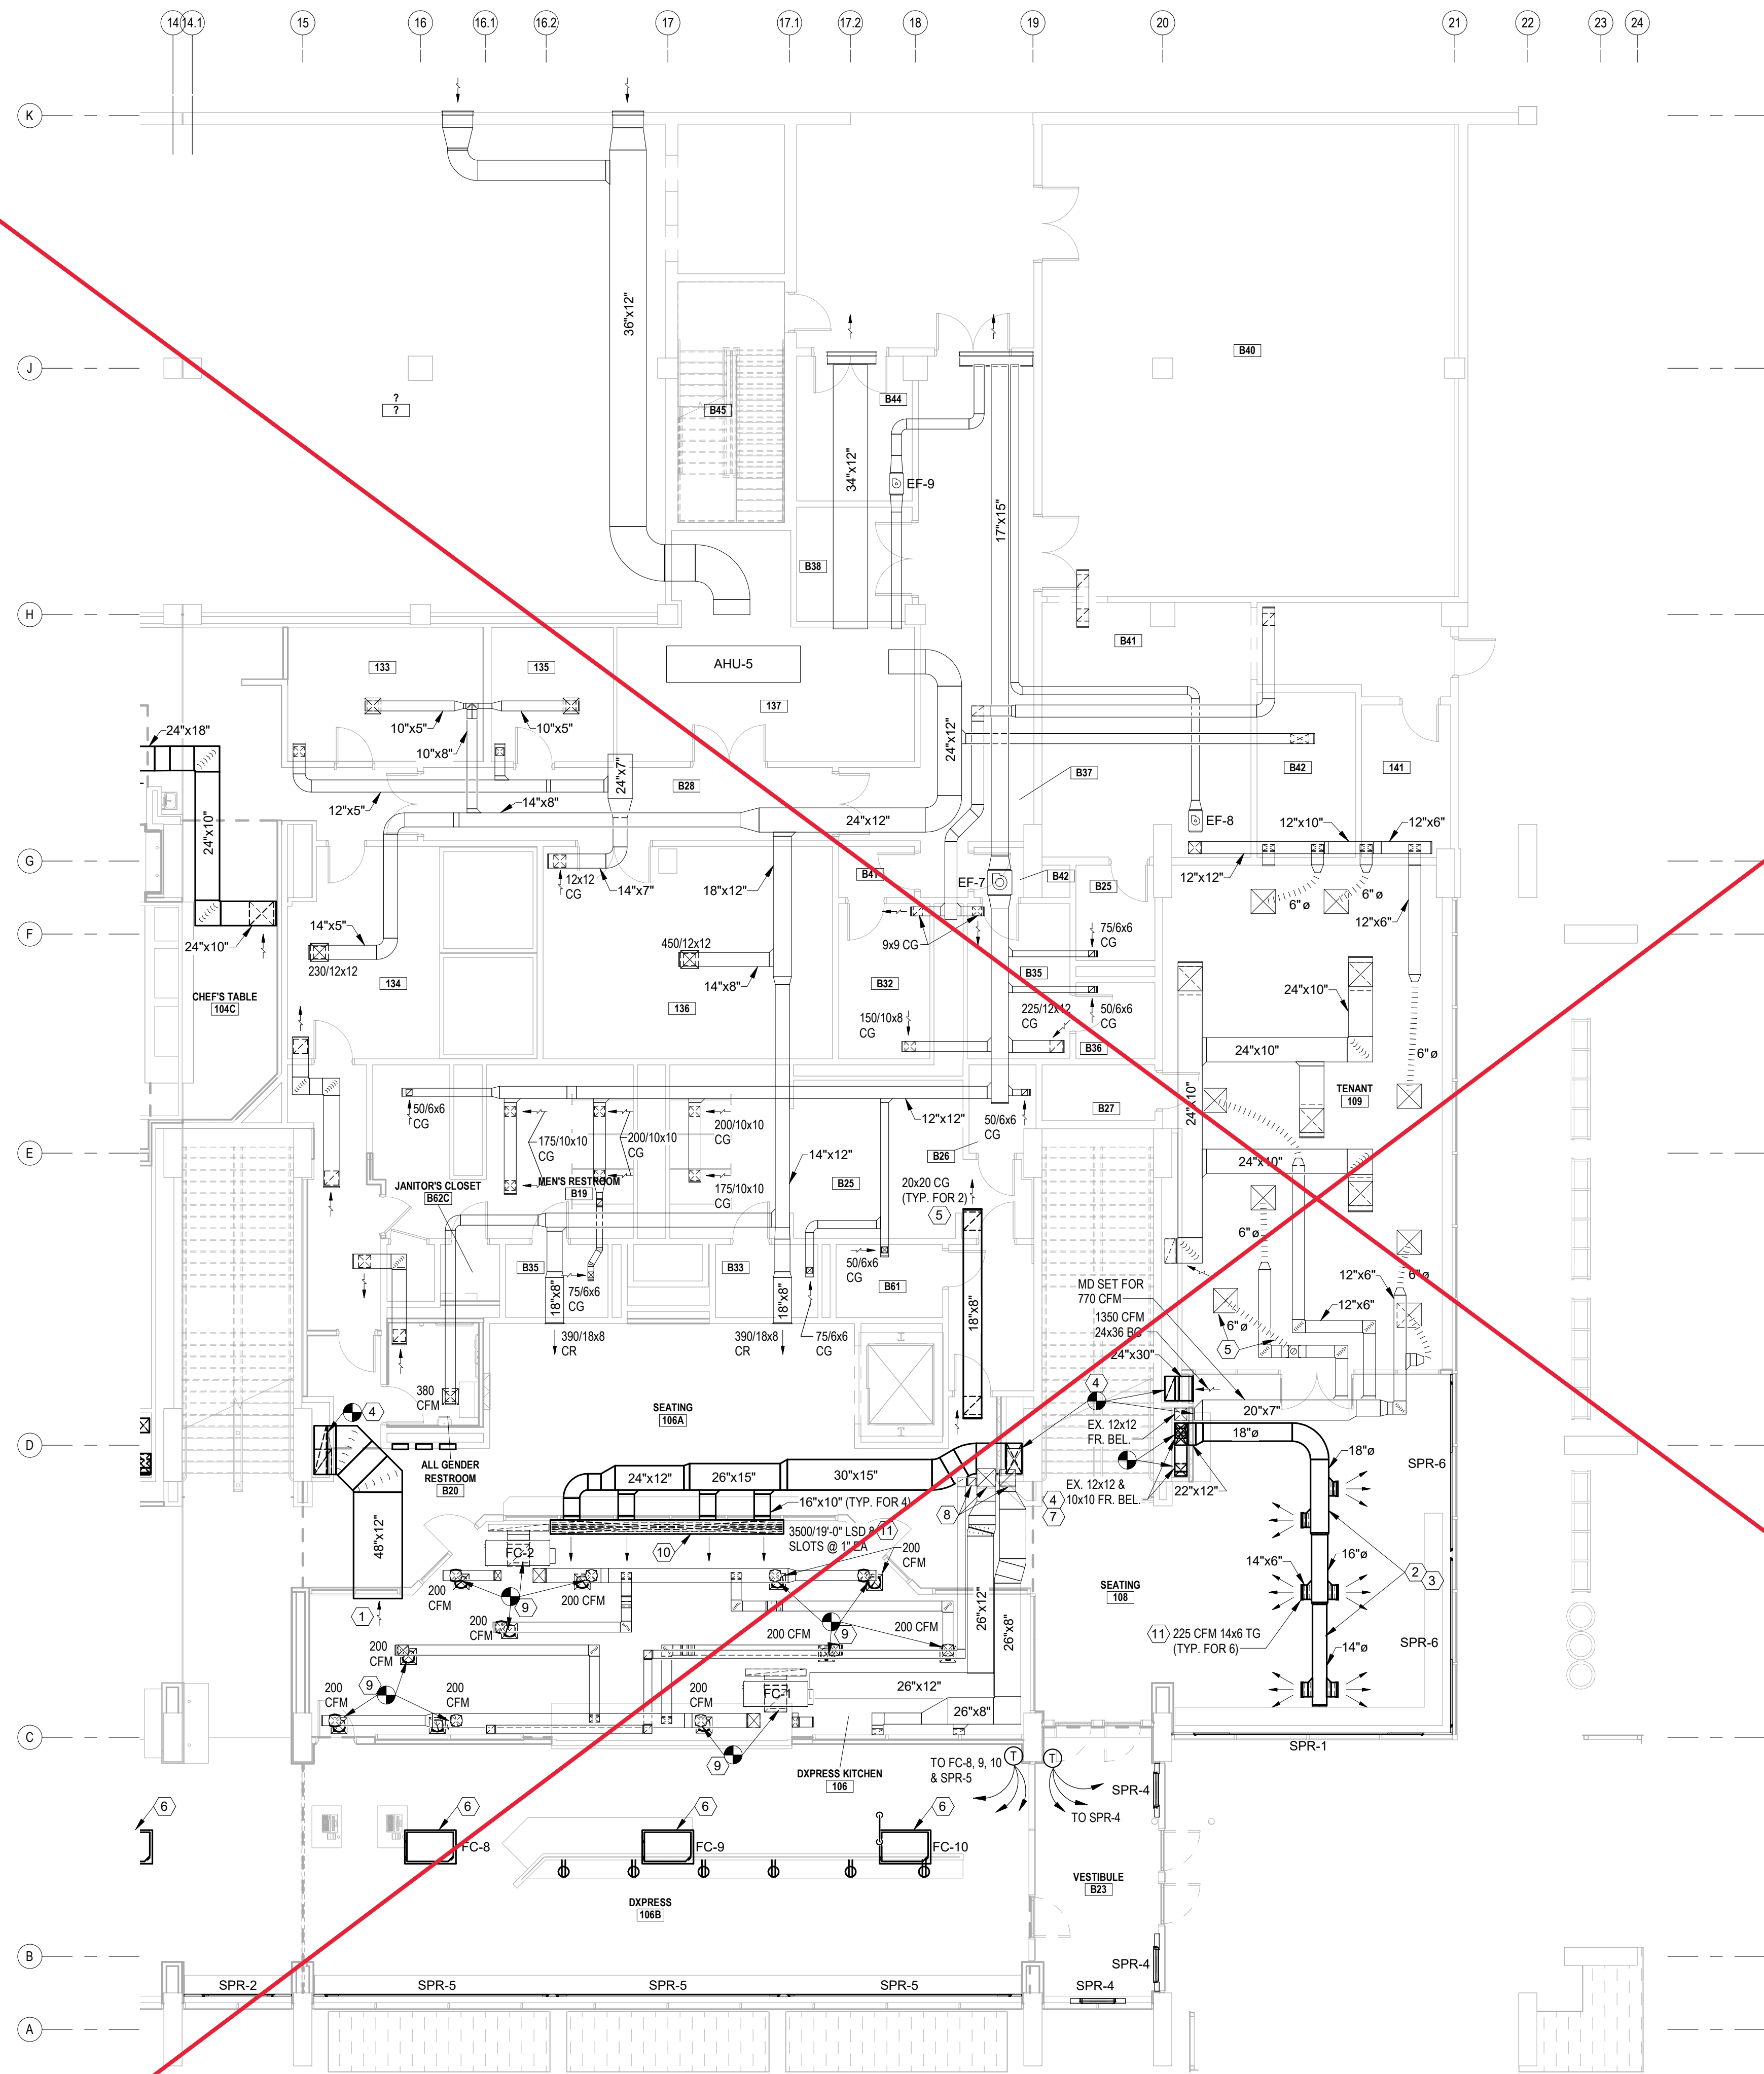 14
14.1
15
16
16.1
16.2
17
17.1
17.2
18
19
20
21
22
23
24
K
36"x12"
J
?
?
B45
B44
B40
34"x12"
EF-9
17"x15"
B38
H
133
135
AHU-5
137
B41
24"x18"
10"x5"
10"x5"
10"x8"
24"x7"
B28
24"x12"
B37
B42
141
12"x5"
14"x8"
24"x12"
EF-8
12"x10"
12"x6"
24"x10"
G
12x12
CG
14"x7"
18"x12"
B41
EF-7
B42
B25
12"x12"
6"ø
6"ø
12"x6"
F
14"x5"
24"x10"
230/12x12
450/12x12
14"x8"
9x9 CG
75/6x6
CG
134
136
B32
B35
CHEF'S TABLE
104C
150/10x8
CG
225/12x12
CG
50/6x6
CG
B36
24"x10"
24"x10"
6"ø
TENANT
109
50/6x6
CG
175/10x10
CG
200/10x10
CG
200/10x10
CG
12"x12"
50/6x6
CG
B27
24"x10"
E
14"x12"
B26
24"x10"
JANITOR'S CLOSET
B62C
MEN'S RESTROOM
B19
175/10x10
CG
B25
20x20 CG
(TYP. FOR 2)
5
6"ø
B35
75/6x6
CG
B33
50/6x6
CG
B61
18"x8"
18"x8"
18"x8"
MD SET FOR
770 CFM
12"x6"
6"ø
12"x6"
1350 CFM
24x36 BG
6"ø
5
390/18x8
CR
390/18x8
CR
75/6x6
CG
24"x30"
380
CFM
4
4
SEATING
106A
20"x7"
EX. 12x12
FR. BEL.
18"ø
D
ALL GENDER
RESTROOM
B20
18"ø
SPR-6
24"x12"
26"x15"
30"x15"
EX. 12x12 &
10x10 FR. BEL.
22"x12"
16"x10" (TYP. FOR 4)
8
4
7
48"x12"
3500/19'-0" LSD 8
SLOTS @ 1" EA
11
10
FC-2
200
CFM
16"ø
14"x6"
2
3
1
200
CFM
9
200 CFM
SEATING
108
26"x12"
26"x8"
200
CFM
200 CFM
9
200 CFM
11
225 CFM 14x6 TG
(TYP. FOR 6)
SPR-6
200
CFM
14"ø
9
200
CFM
200
CFM
200
CFM
FC-1
26"x12"
26"x8"
C
9
DXPRESS KITCHEN
106
TO FC-8, 9, 10
& SPR-5
T
T
SPR-1
SPR-4
TO SPR-4
6
6
6
6
FC-8
FC-9
FC-10
VESTIBULE
B23
DXPRESS
106B
B
SPR-2
SPR-5
SPR-5
SPR-5
SPR-4
SPR-4
A